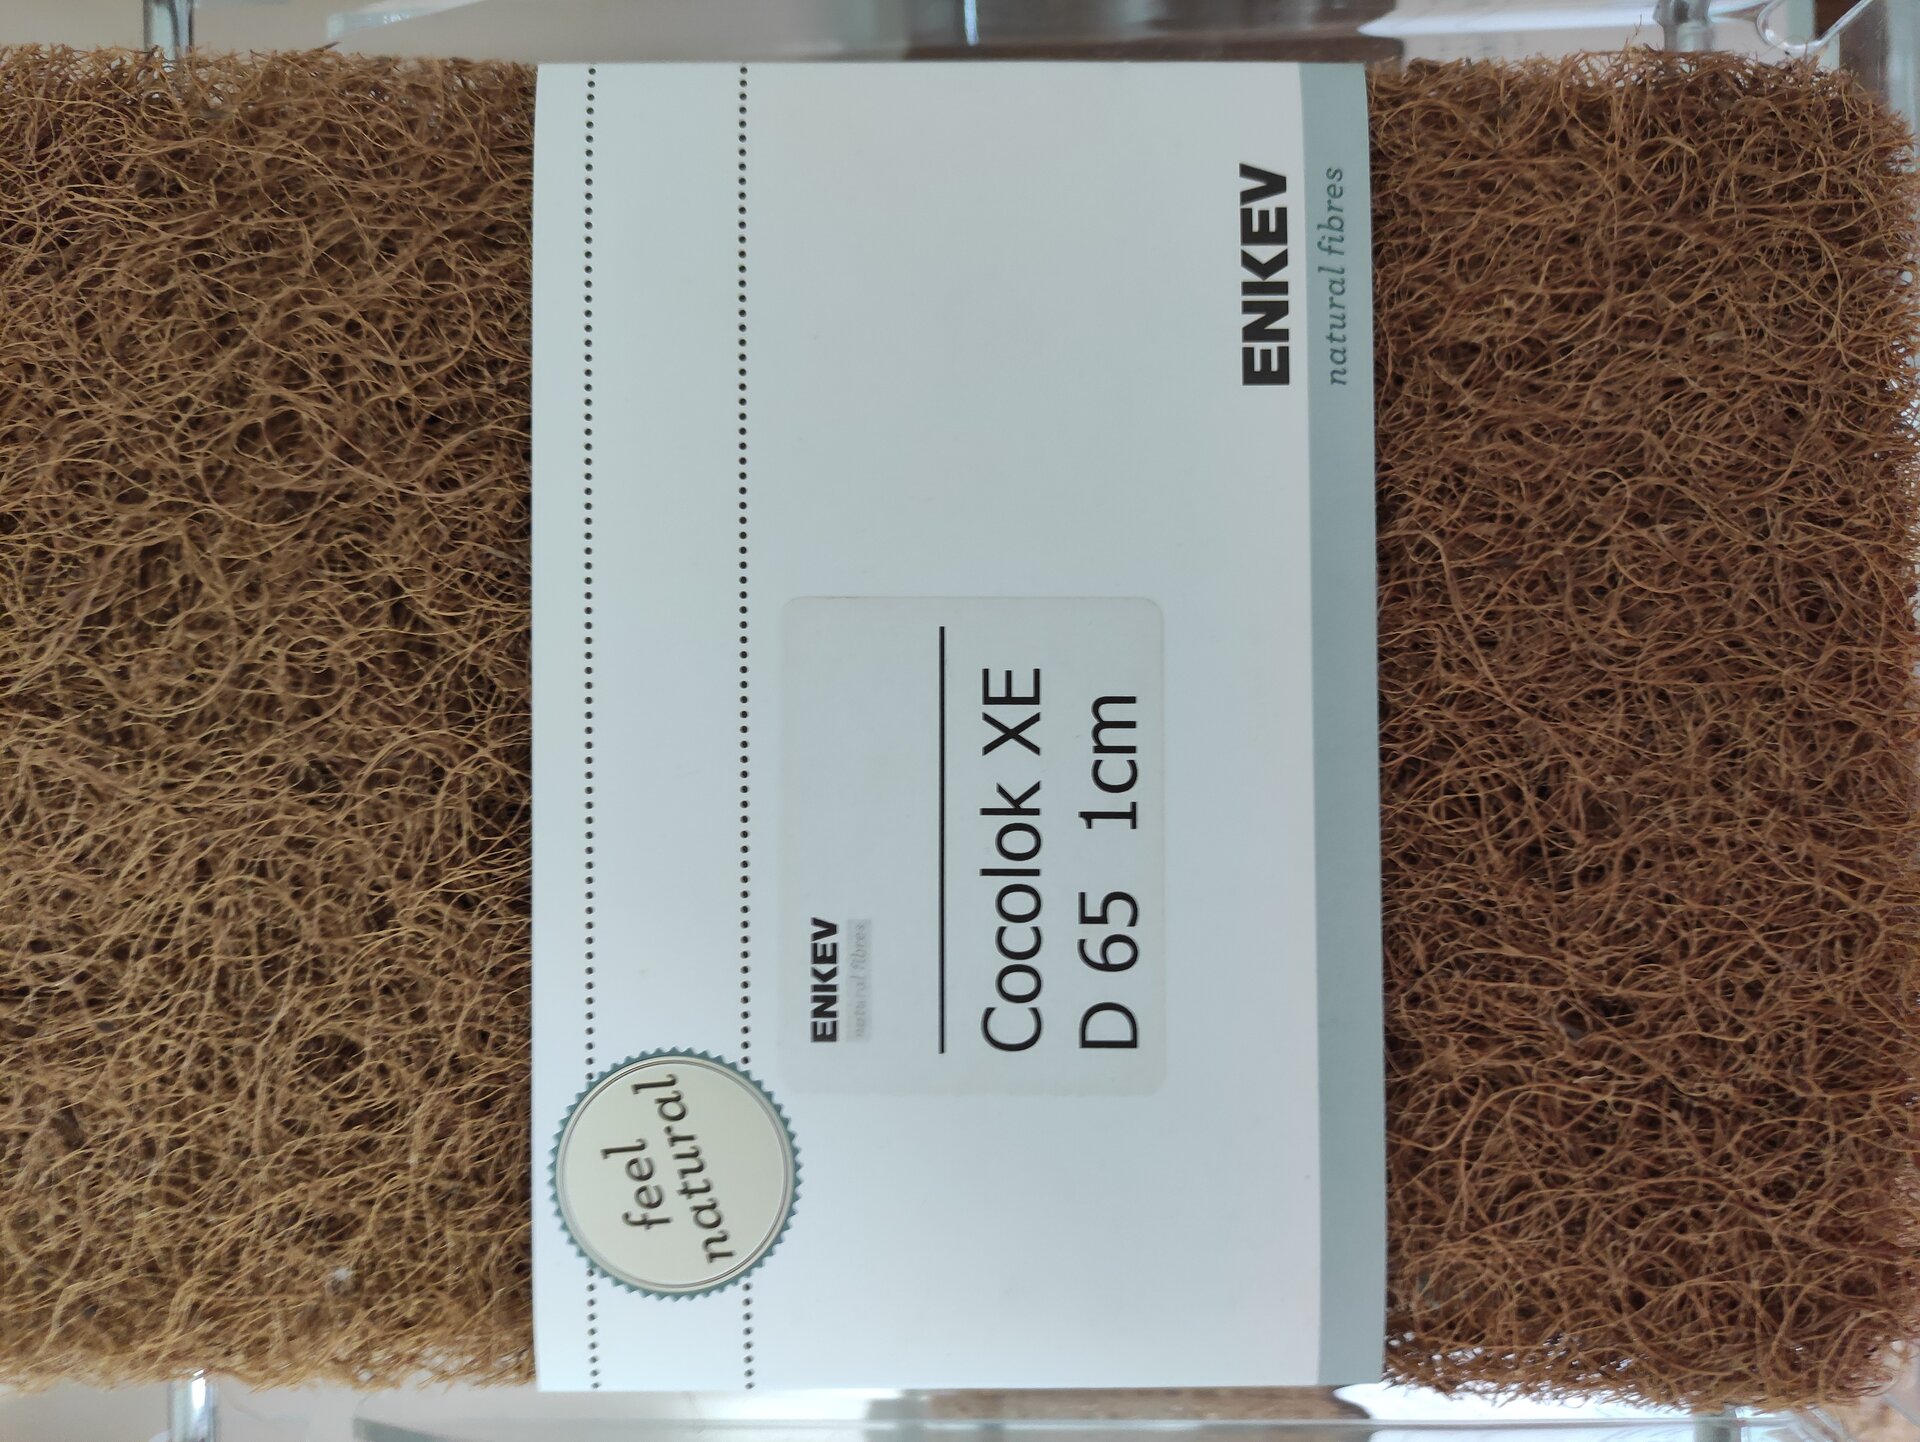 feel
natural
ENKEV
natural fibres
Cocolok XE
D 65 1cm
ENKEV
natural fibres